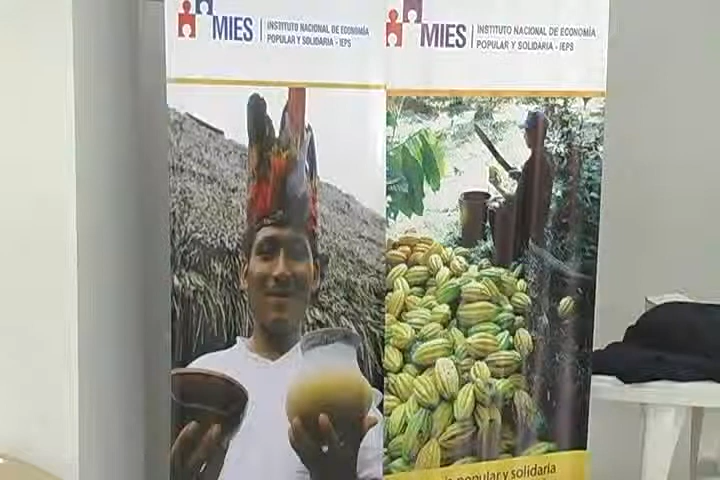 MIES
INSTITUTO NACIONAL DE ECONOMÍA
POPULAR Y SOLIDARIA - IEPS
MIES
INSTITUTO NACIONAL DE ECONOMÍA
POPULAR Y SOLIDARIA - IEPS
popular y solidaria